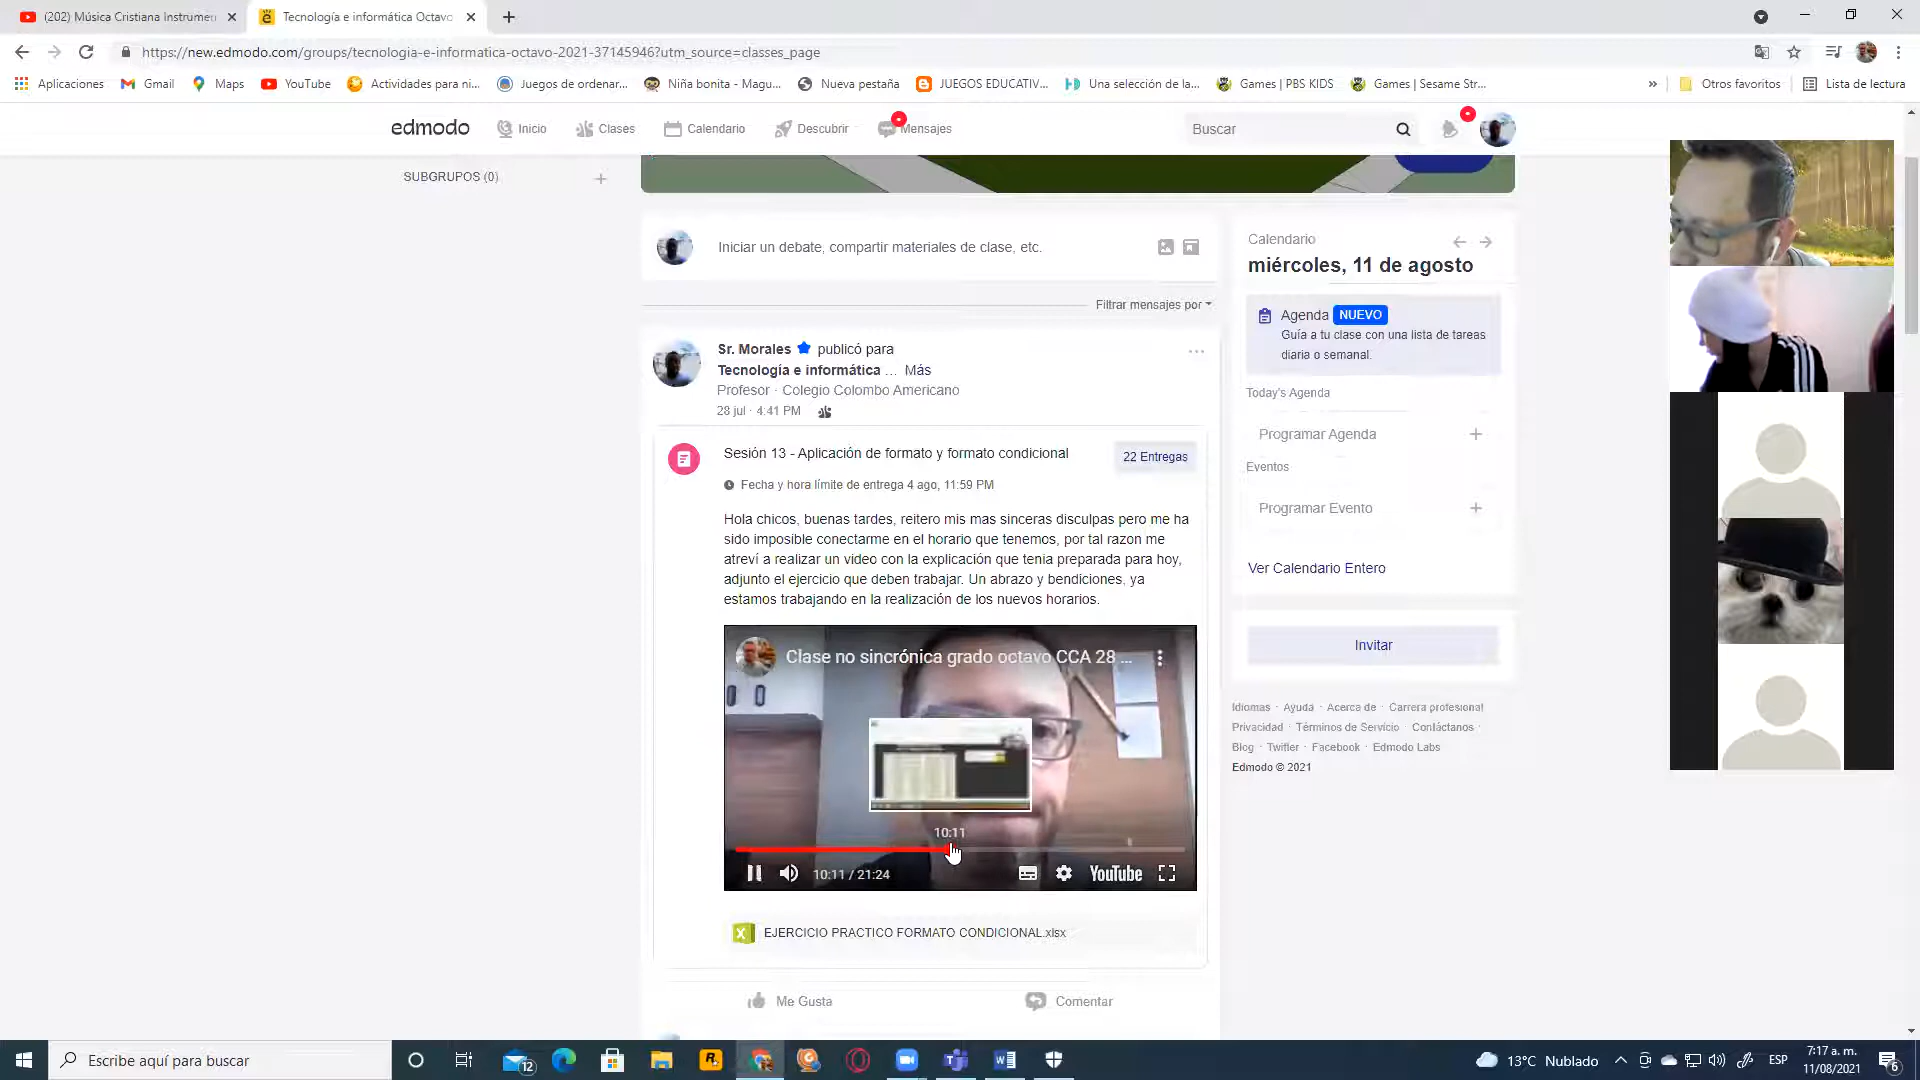 (202) Música Cristiana Instrumen
Tecnología e informática Octavo
https://new.edmodo.com/groups/tecnologia-e-informatica-octavo-2021-37145946?utm_source=classes_page
Aplicaciones
Gmail
Maps
YouTube
Actividades para ni...
Juegos de ordenar...
Niña bonita - Magu...
Nueva pestaña
JUEGOS EDUCATIV...
Una selección de la...
Games | PBS KIDS
Games | Sesame Str...
»
Otros favoritos
Lista de lectura
edmodo
Inicio
Clases
Calendario
Descubrir
Mensajes
Buscar
SUBGRUPOS (0)
Iniciar un debate, compartir materiales de clase, etc.
Filtrar mensajes por
Sr. Morales publicó para
Tecnología e informática ... Más
Profesor · Colegio Colombo Americano
28 jul · 4:41 PM
Sesión 13 - Aplicación de formato y formato condicional
22 Entregas
Fecha y hora límite de entrega 4 ago, 11:59 PM
Hola chicos, buenas tardes, reitero mis mas sinceras disculpas pero me ha
sido imposible conectarme en el horario que tenemos, por tal razon me
atreví a realizar un video con la explicación que tenia preparada para hoy,
adjunto el ejercicio que deben trabajar. Un abrazo y bendiciones, ya
estamos trabajando en la realización de los nuevos horarios.
Clase no sincrónica grado octavo CCA 28 ...
10:11
10:11 / 21:24
YouTube
EJERCICIO PRACTICO FORMATO CONDICIONAL.xlsx
Me Gusta
Comentar
Calendario
miércoles, 11 de agosto
Agenda NUEVO
Guía a tu clase con una lista de tareas
diaria o semanal.
Today's Agenda
Programar Agenda
Eventos
Programar Evento
Ver Calendario Entero
Invitar
Idiomas · Ayuda · Acerca de · Carrera profesional
Privacidad · Términos de Servicio · Contáctanos ·
Blog · Twitter · Facebook · Edmodo Labs
Edmodo © 2021
Escribe aquí para buscar
12
13°C Nublado
ESP
7:17 a. m.
11/08/2021
6